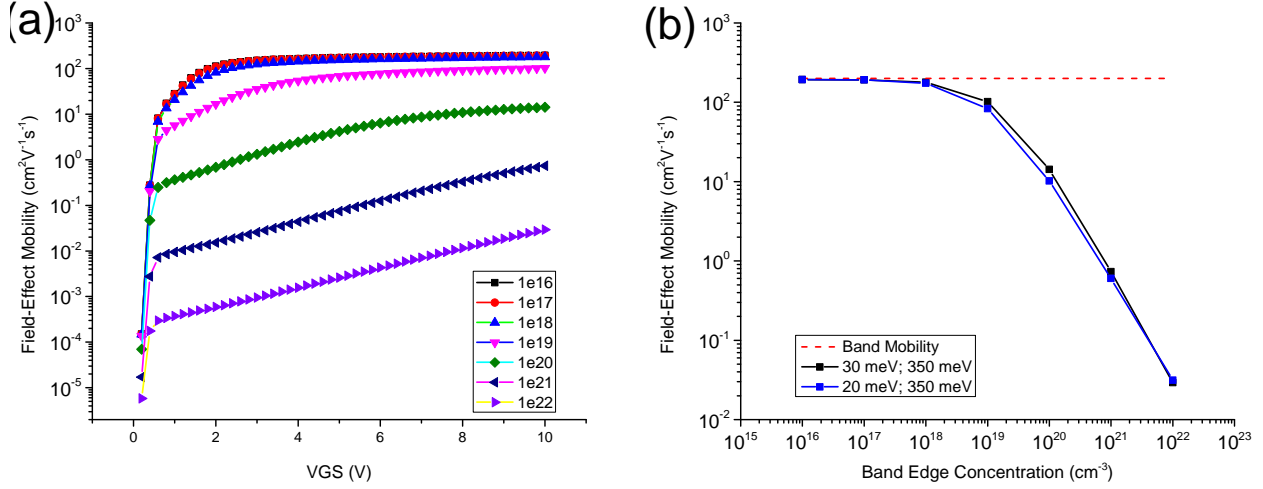 (a)
10³
10²
10¹
10⁰
10⁻¹
10⁻²
10⁻³
10⁻⁴
10⁻⁵
Field-Effect Mobility (cm²V⁻¹s⁻¹)
1e16
1e17
1e18
1e19
1e20
1e21
1e22
0 2 4 6 8 10
VGS (V)
(b)
10³
10²
10¹
10⁰
10⁻¹
10⁻²
Field-Effect Mobility (cm²V⁻¹s⁻¹)
Band Mobility
30 meV; 350 meV
20 meV; 350 meV
10¹⁵ 10¹⁶ 10¹⁷ 10¹⁸ 10¹⁹ 10²⁰ 10²¹ 10²² 10²³
Band Edge Concentration (cm⁻³)